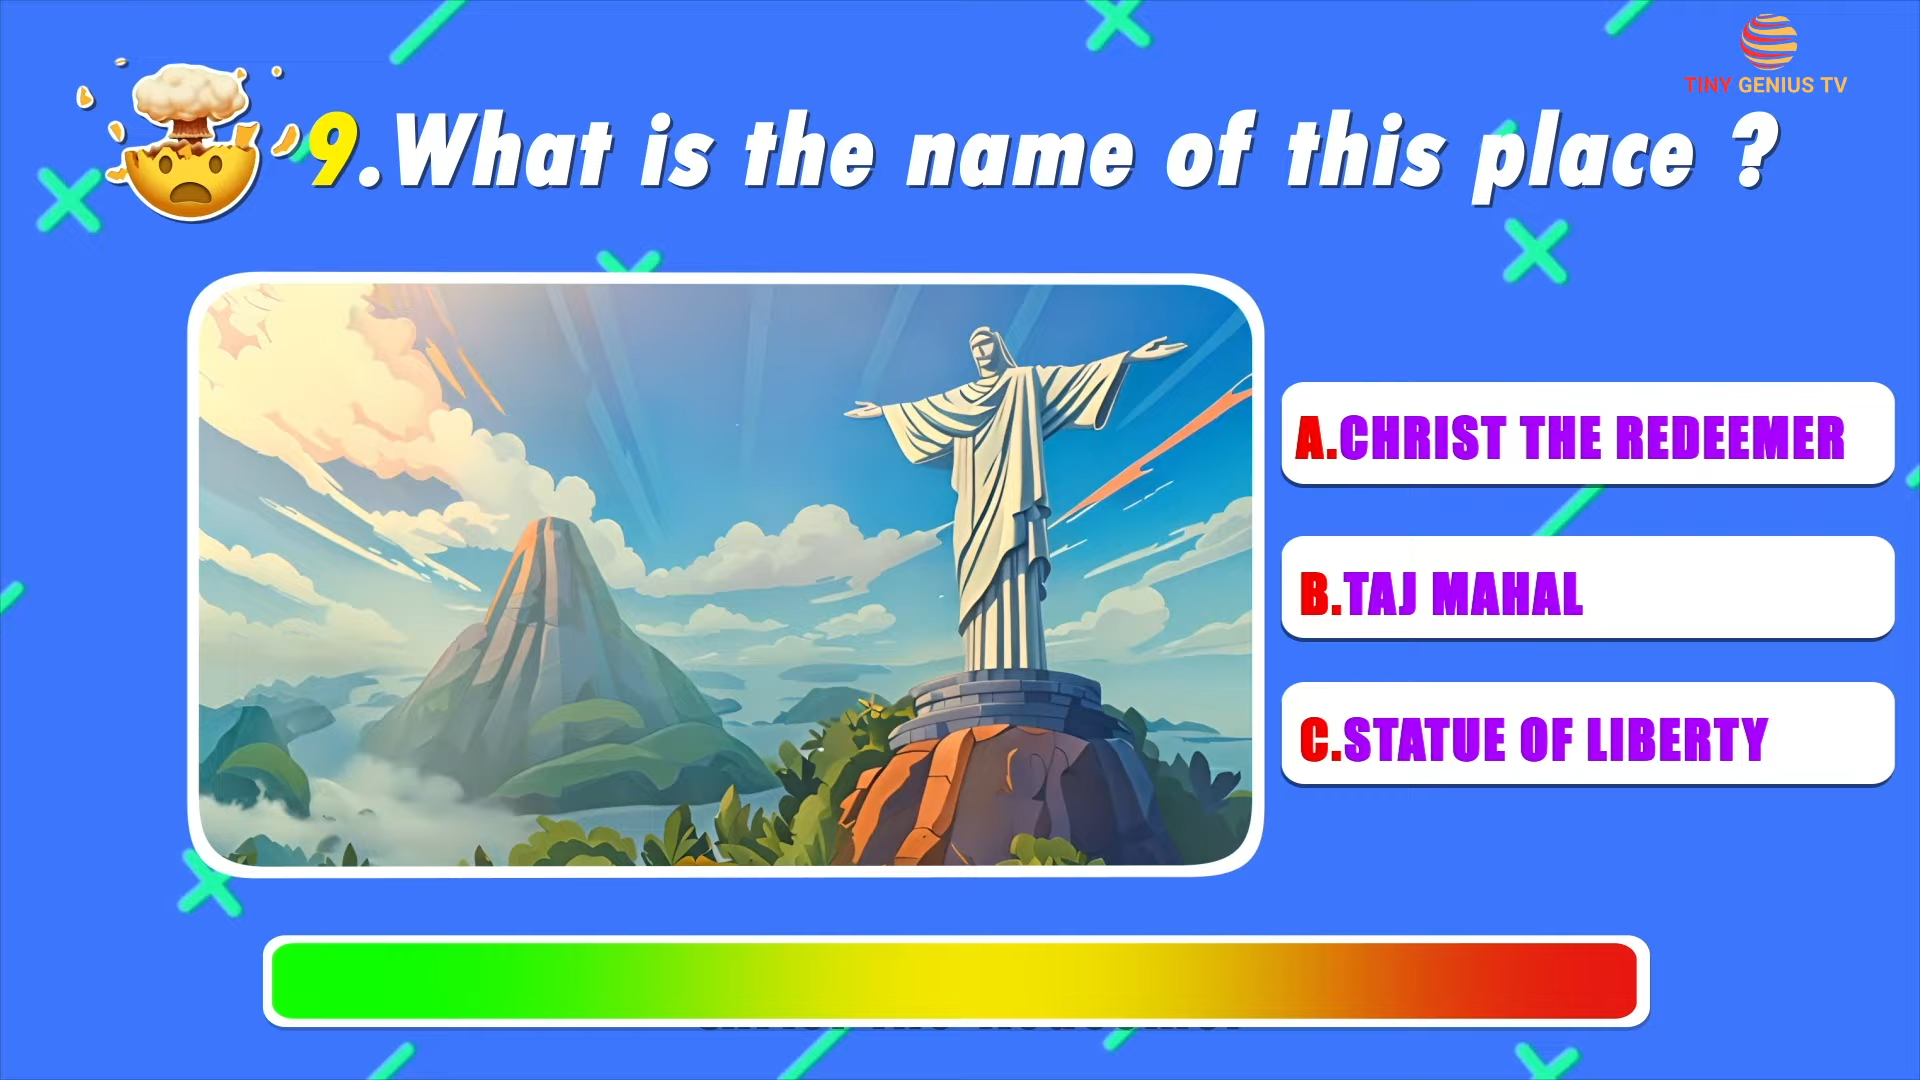 TINY GENIUS TV
9.What is the name of this place ?
A.CHRIST THE REDEEMER
B.TAJ MAHAL
C.STATUE OF LIBERTY